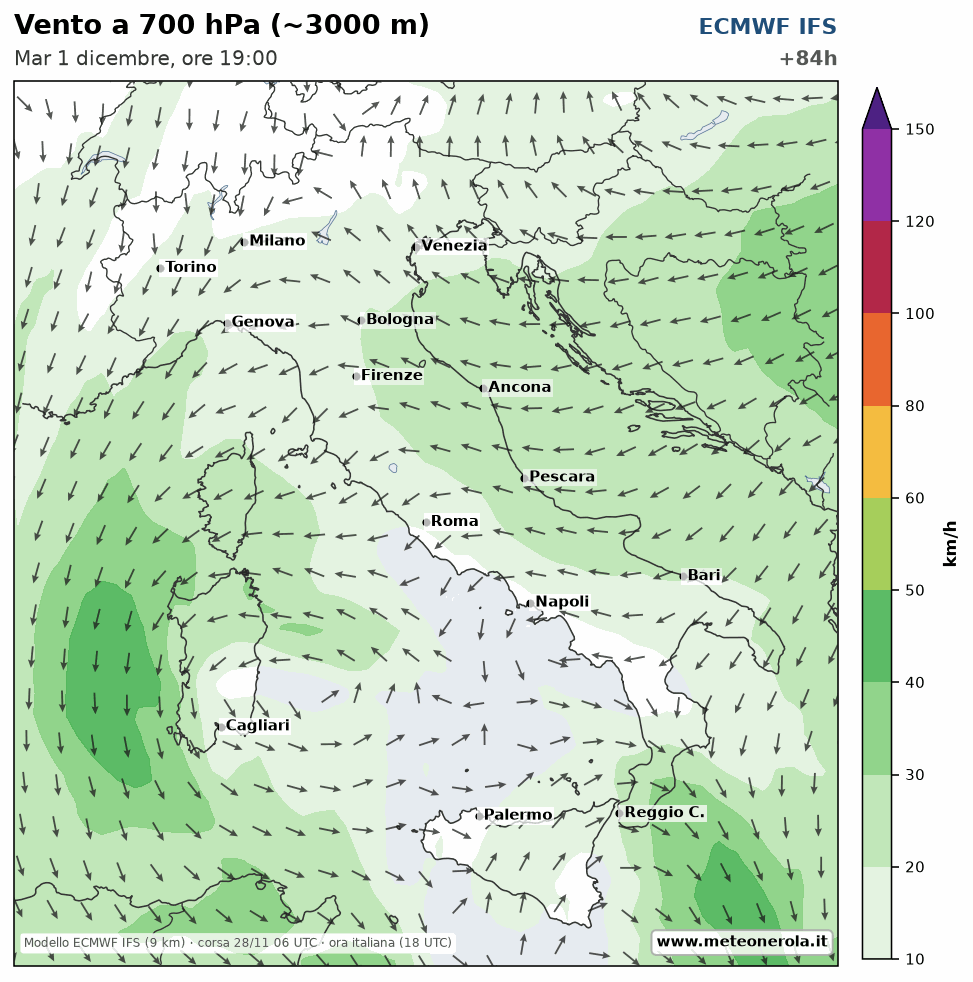 Vento a 700 hPa (~3000 m)
ECMWF IFS
Mar 1 dicembre, ore 19:00
+84h
Milano
Venezia
Torino
Genova
Bologna
Firenze
Ancona
Pescara
Roma
Bari
Napoli
Cagliari
Palermo
Reggio C.
150
120
100
80
60
50
40
30
20
10
km/h
Modello ECMWF IFS (9 km) · corsa 28/11 06 UTC · ora italiana (18 UTC)
www.meteonerola.it